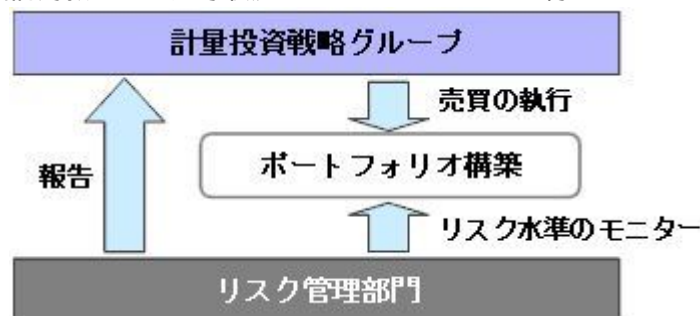 計量投資戦略グループ
売買の執行
ポートフォリオ構築
報告
リスク水準のモニター
リスク管理部門